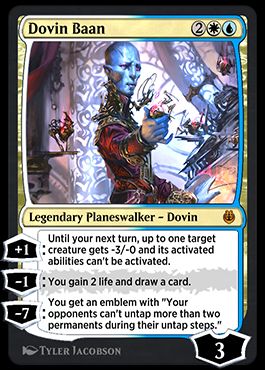 Dovin Baan 2
Legendary Planeswalker – Dovin
+1
Until your next turn, up to one target
creature gets -3/-0 and its activated
abilities can't be activated.
-1
You gain 2 life and draw a card.
-7
You get an emblem with "Your
opponents can't untap more than two
permanents during their untap steps."
Tyler Jacobson
3